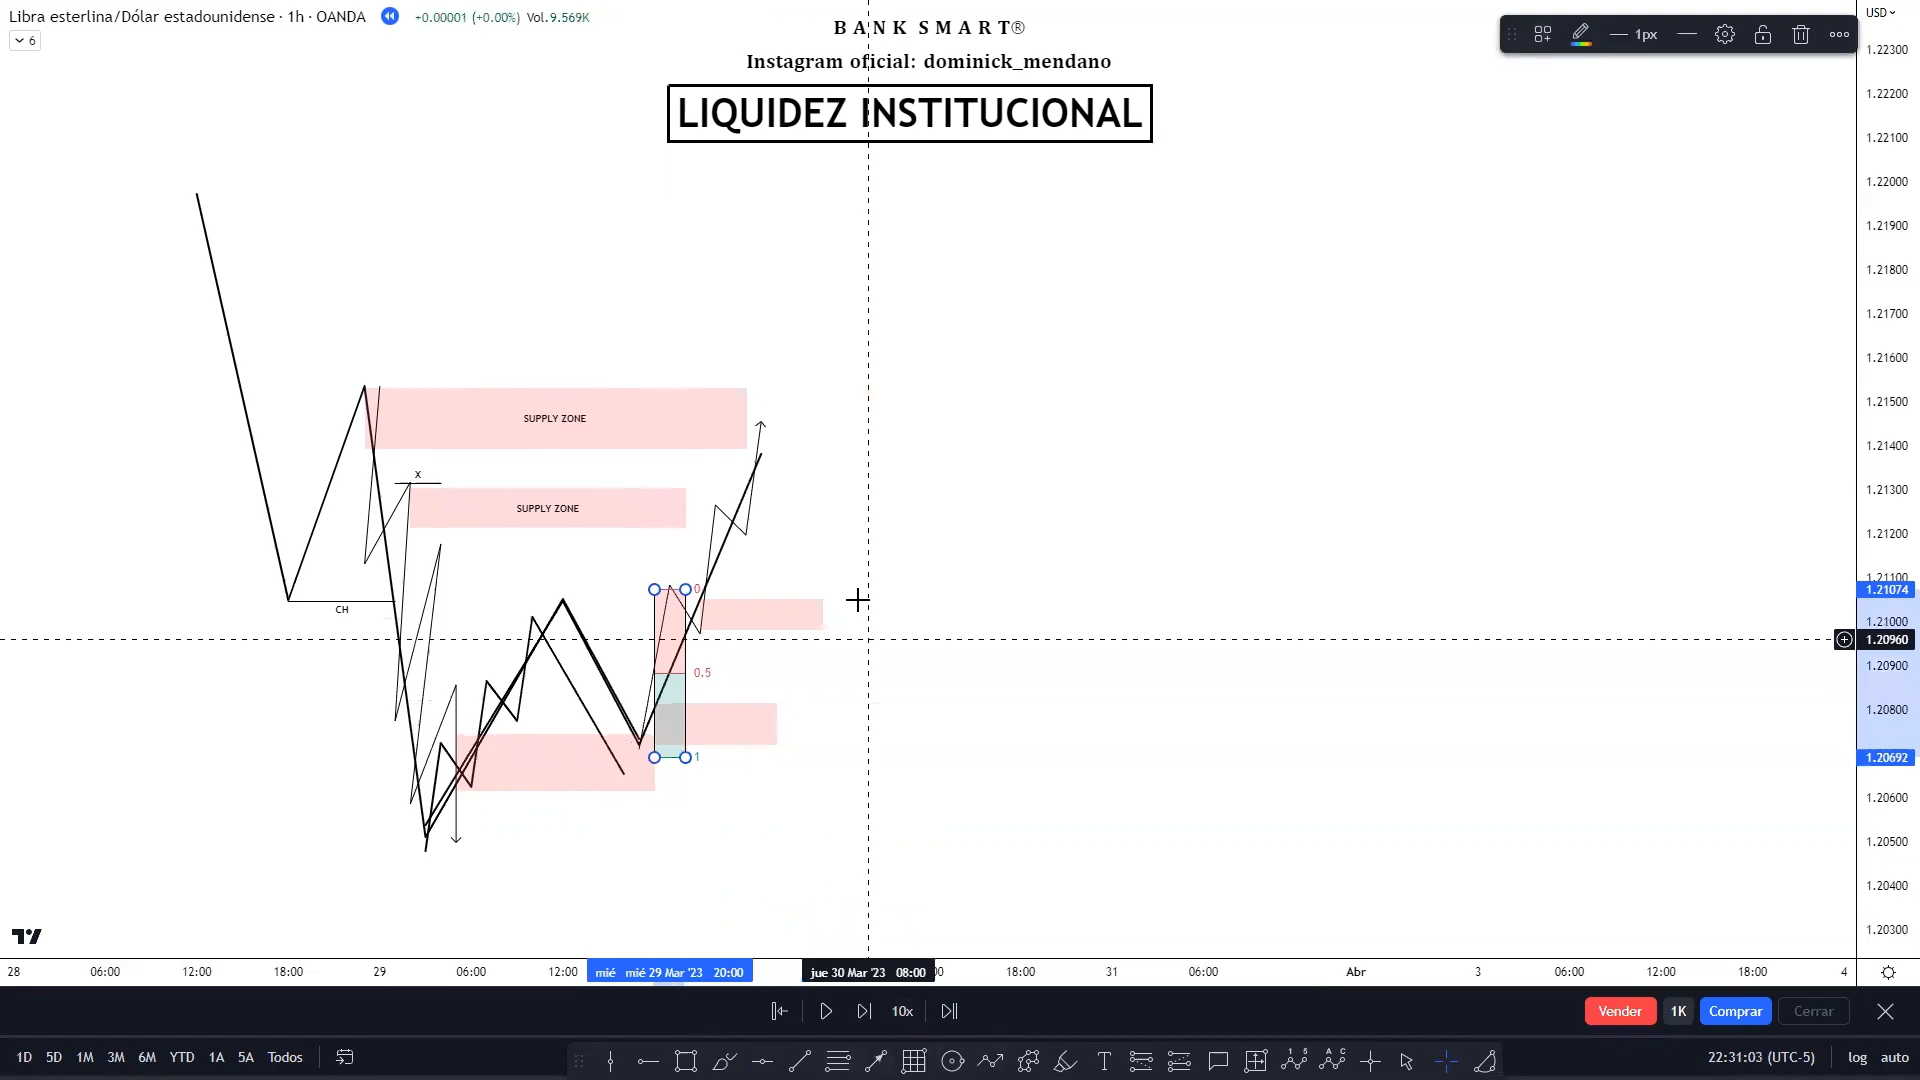 Libra esterlina/Dólar estadounidense · 1h · OANDA +0.00001 (+0.00%) Vol.9.569K
6
B A N K S M A R T®
Instagram oficial: dominick_mendano
LIQUIDEZ INSTITUCIONAL
1px
USD
1.22300
1.22200
1.22100
1.22000
1.21900
1.21800
1.21700
1.21600
1.21500
1.21400
1.21300
1.21200
1.21100
1.21074
1.21000
1.20960
1.20900
1.20800
1.20692
1.20600
1.20500
1.20400
1.20300
SUPPLY ZONE
X
SUPPLY ZONE
CH
0
0.5
1
28 06:00 12:00 18:00 29 06:00 12:00 mié mié 29 Mar '23 20:00 jue 30 Mar '23 08:00 18:00 31 06:00 Abr 3 06:00 12:00 18:00 4
10x
Vender 1K Comprar Cerrar
1D 5D 1M 3M 6M YTD 1A 5A Todos
22:31:03 (UTC-5) log auto